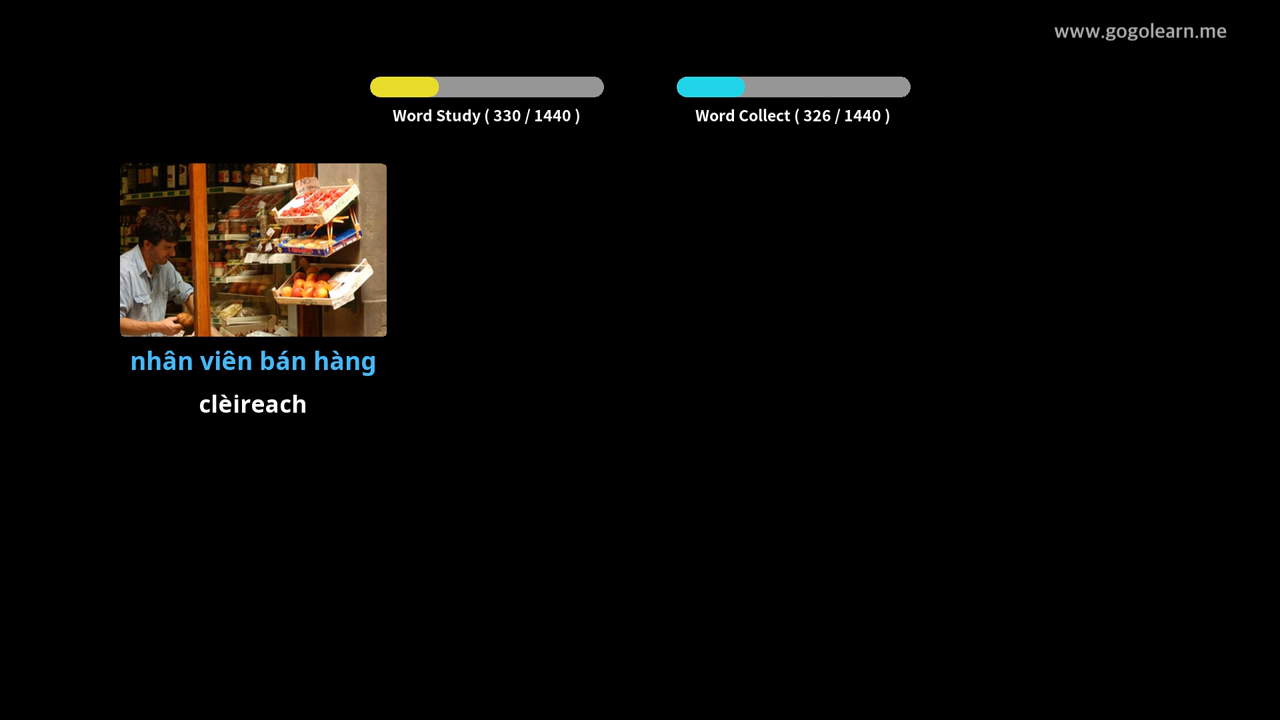 www.gogolearn.me
Word Study ( 330 / 1440 )
Word Collect ( 326 / 1440 )
nhân viên bán hàng
clèireach